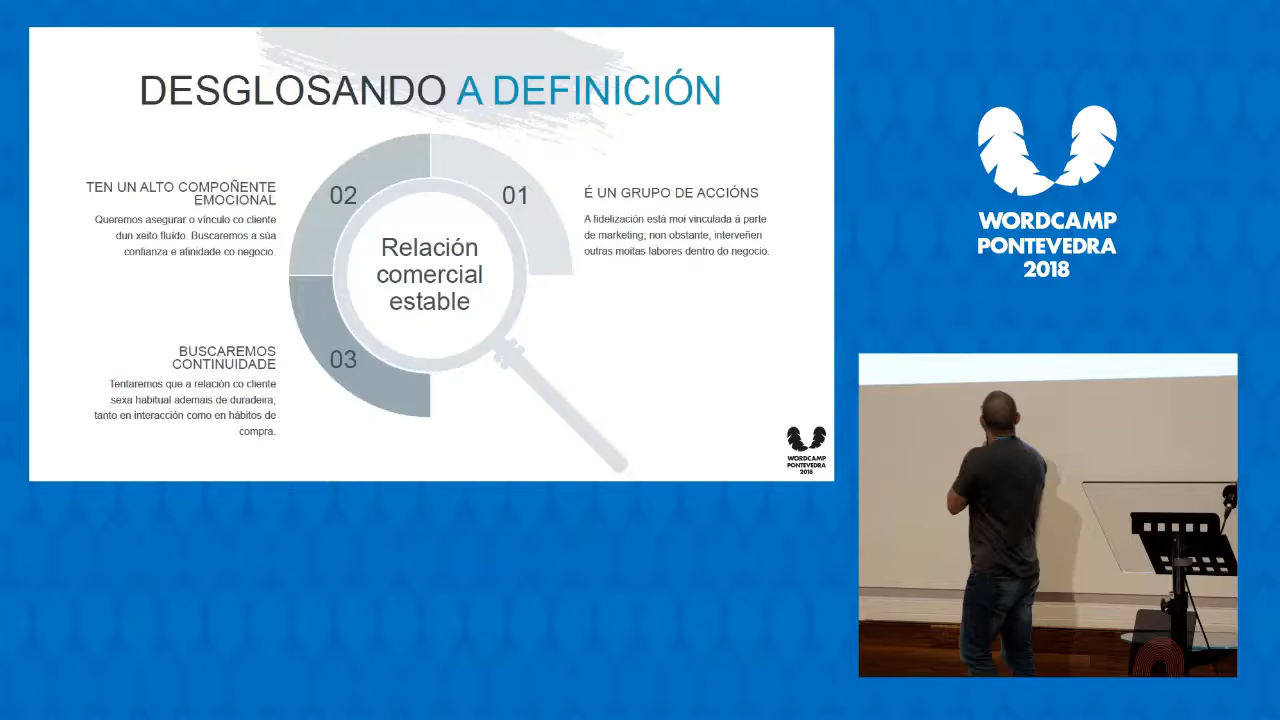 DESGLOSANDO A DEFINICIÓN
01
É UN GRUPO DE ACCIÓNS
A fidelización está moi vinculada á parte
de marketing; non obstante, interveñen
outras moitas labores dentro do negocio.
02
TEN UN ALTO COMPOÑENTE
EMOCIONAL
Queremos asegurar o vínculo co cliente
dun xeito fluído. Buscaremos a súa
confianza e afinidade co negocio.
03
BUSCAREMOS
CONTINUIDADE
Tentaremos que a relación co cliente
sexa habitual ademais de duradeira;
tanto en interacción como en hábitos de
compra.
Relación
comercial
estable
WORDCAMP
PONTEVEDRA
2018
WORDCAMP
PONTEVEDRA
2018